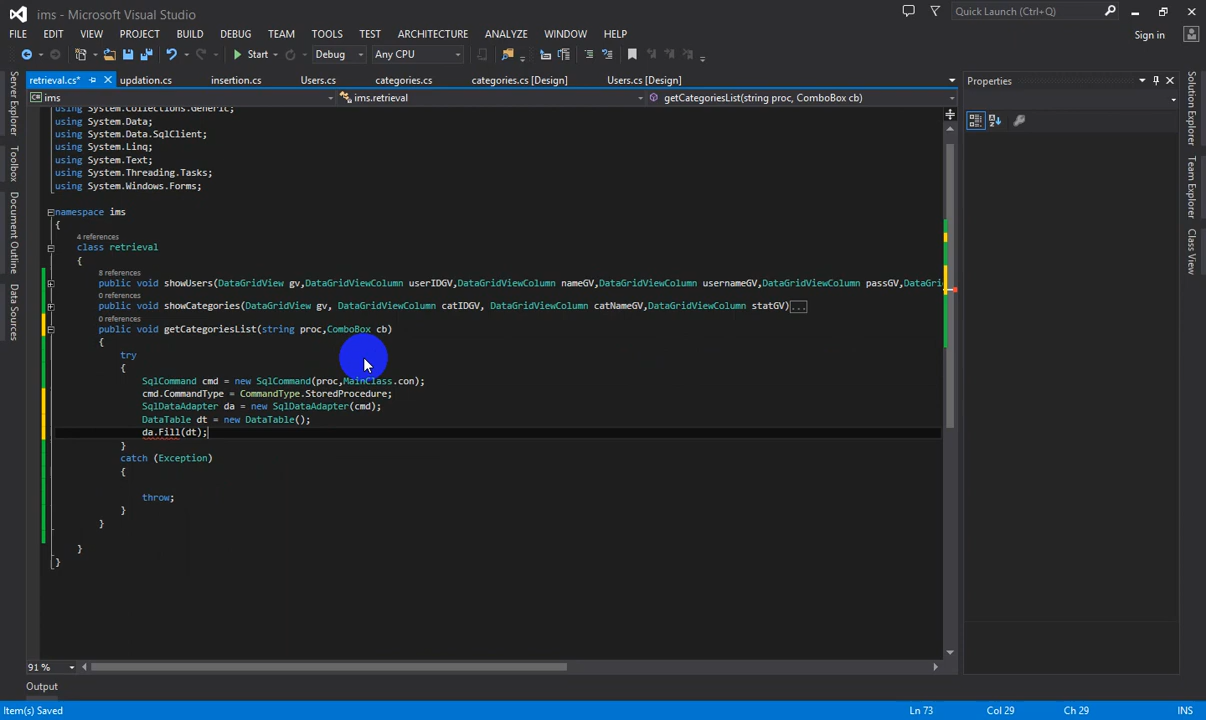 ims - Microsoft Visual Studio
Quick Launch (Ctrl+Q)
FILE EDIT VIEW PROJECT BUILD DEBUG TEAM TOOLS TEST ARCHITECTURE ANALYZE WINDOW HELP
Sign in
Start Debug Any CPU
retrieval.cs* updation.cs insertion.cs Users.cs categories.cs categories.cs [Design] Users.cs [Design]
Properties
ims ims.retrieval getCategoriesList(string proc, ComboBox cb)
Server Explorer
Toolbox
Document Outline
Data Sources
Solution Explorer
Team Explorer
Class View
using System.Collections.Generic;
using System.Data;
using System.Data.SqlClient;
using System.Linq;
using System.Text;
using System.Threading.Tasks;
using System.Windows.Forms;
namespace ims
{
4 references
class retrieval
{
8 references
public void showUsers(DataGridView gv,DataGridViewColumn userIDGV,DataGridViewColumn nameGV,DataGridViewColumn usernameGV,DataGridViewColumn passGV,DataGri
0 references
public void showCategories(DataGridView gv, DataGridViewColumn catIDGV, DataGridViewColumn catNameGV,DataGridViewColumn statGV)...
0 references
public void getCategoriesList(string proc,ComboBox cb)
{
try
{
SqlCommand cmd = new SqlCommand(proc,MainClass.con);
cmd.CommandType = CommandType.StoredProcedure;
SqlDataAdapter da = new SqlDataAdapter(cmd);
DataTable dt = new DataTable();
da.Fill(dt);
}
catch (Exception)
{
throw;
}
}
}
}
91 %
Output
Item(s) Saved Ln 73 Col 29 Ch 29 INS